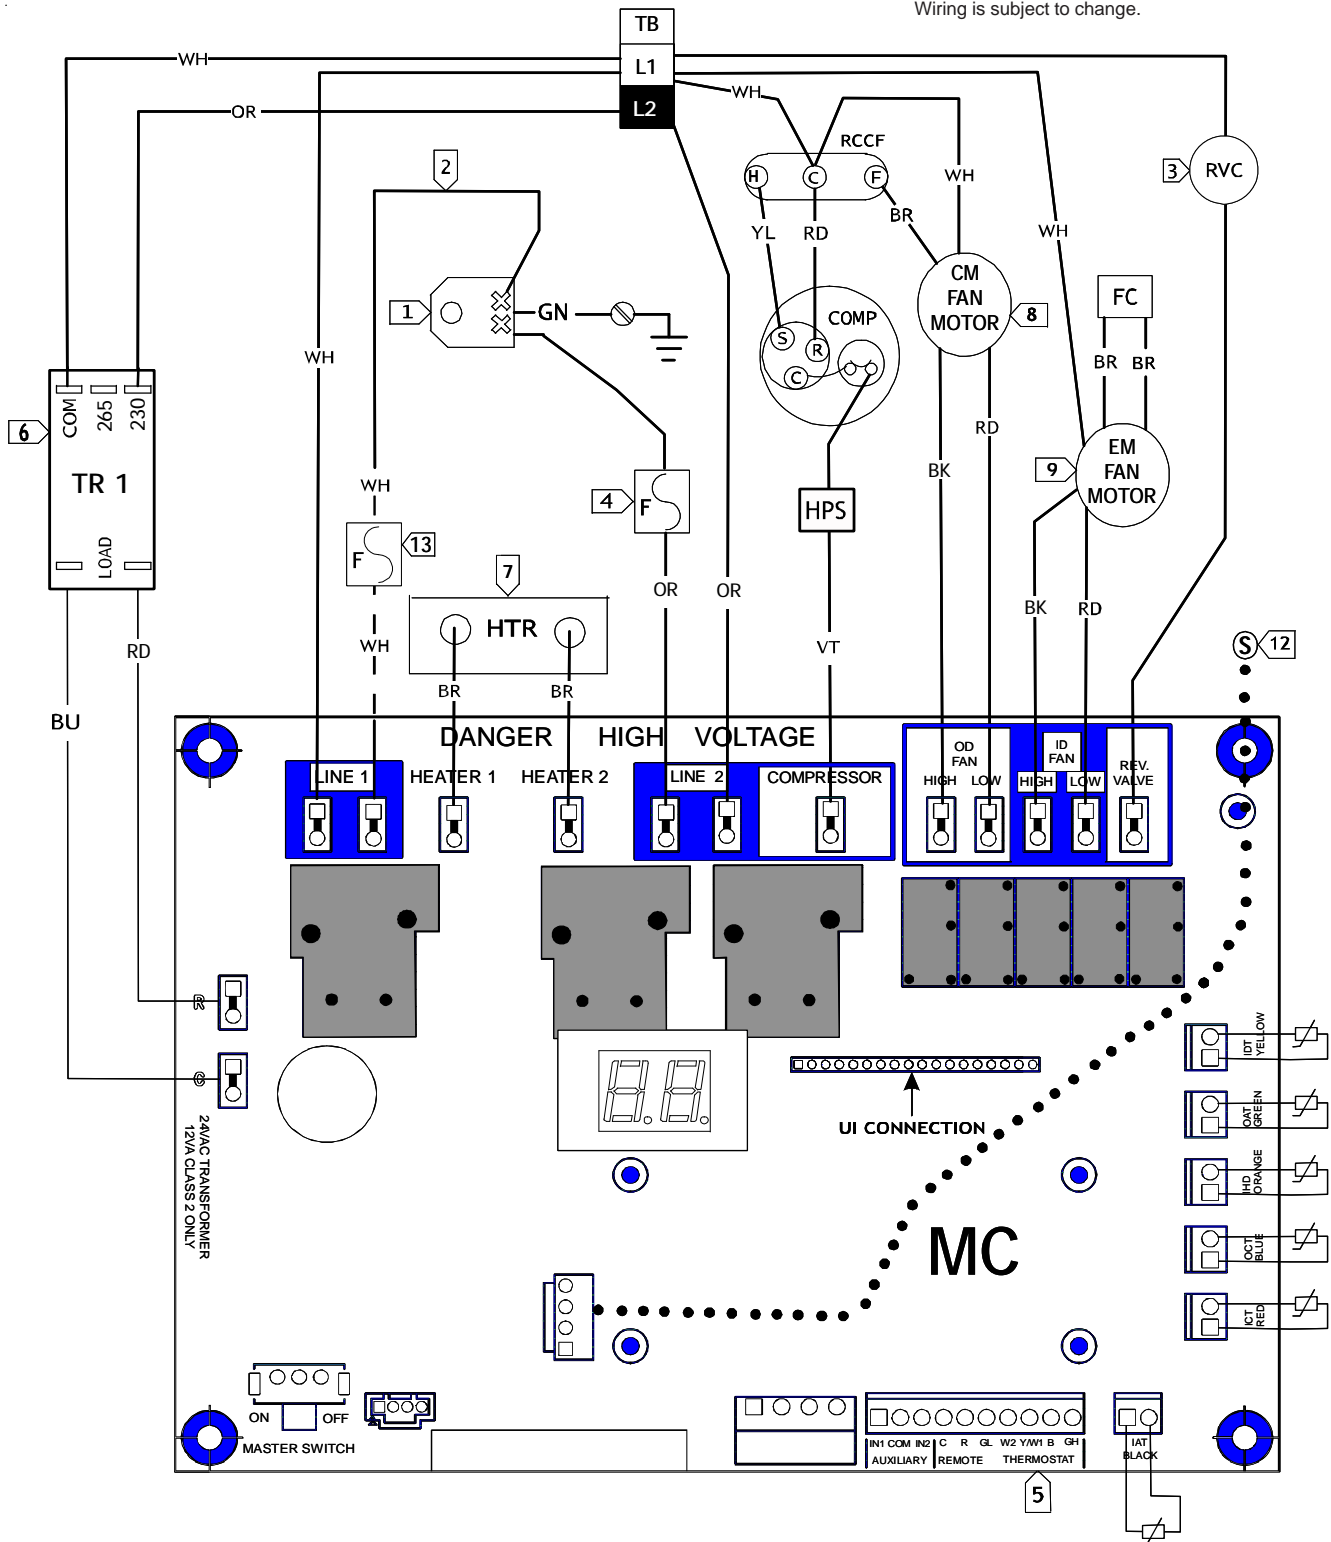 Wiring is subject to change.
TB
L1
L2
WH
OR
WH
RCCF
H
C
F
WH
3
RVC
2
BR
YL
RD
WH
CM
FAN
MOTOR
8
FC
1
GN
COMP
S
R
C
WH
BR
BR
COM
265
230
6
TR 1
LOAD
RD
EM
FAN
MOTOR
9
BK
WH
4
F
HPS
13
F
7
HTR
OR
OR
BK
RD
VT
WH
RD
BR
BR
S
12
BU
DANGER HIGH VOLTAGE
LINE 1
HEATER 1
HEATER 2
LINE 2
COMPRESSOR
OD
FAN
HIGH
LOW
ID
FAN
HIGH
LOW
REV.
VALVE
R
C
24VAC TRANSFORMER
12VA CLASS 2 ONLY
88
UI CONNECTION
IDT
YELLOW
OAT
GREEN
IHD
ORANGE
OCT
BLUE
ICT
RED
MC
ON
OFF
MASTER SWITCH
IN1 COM IN2 C R GL W2 Y/W1 B GH
AUXILIARY
REMOTE THERMOSTAT
5
IAT
BLACK